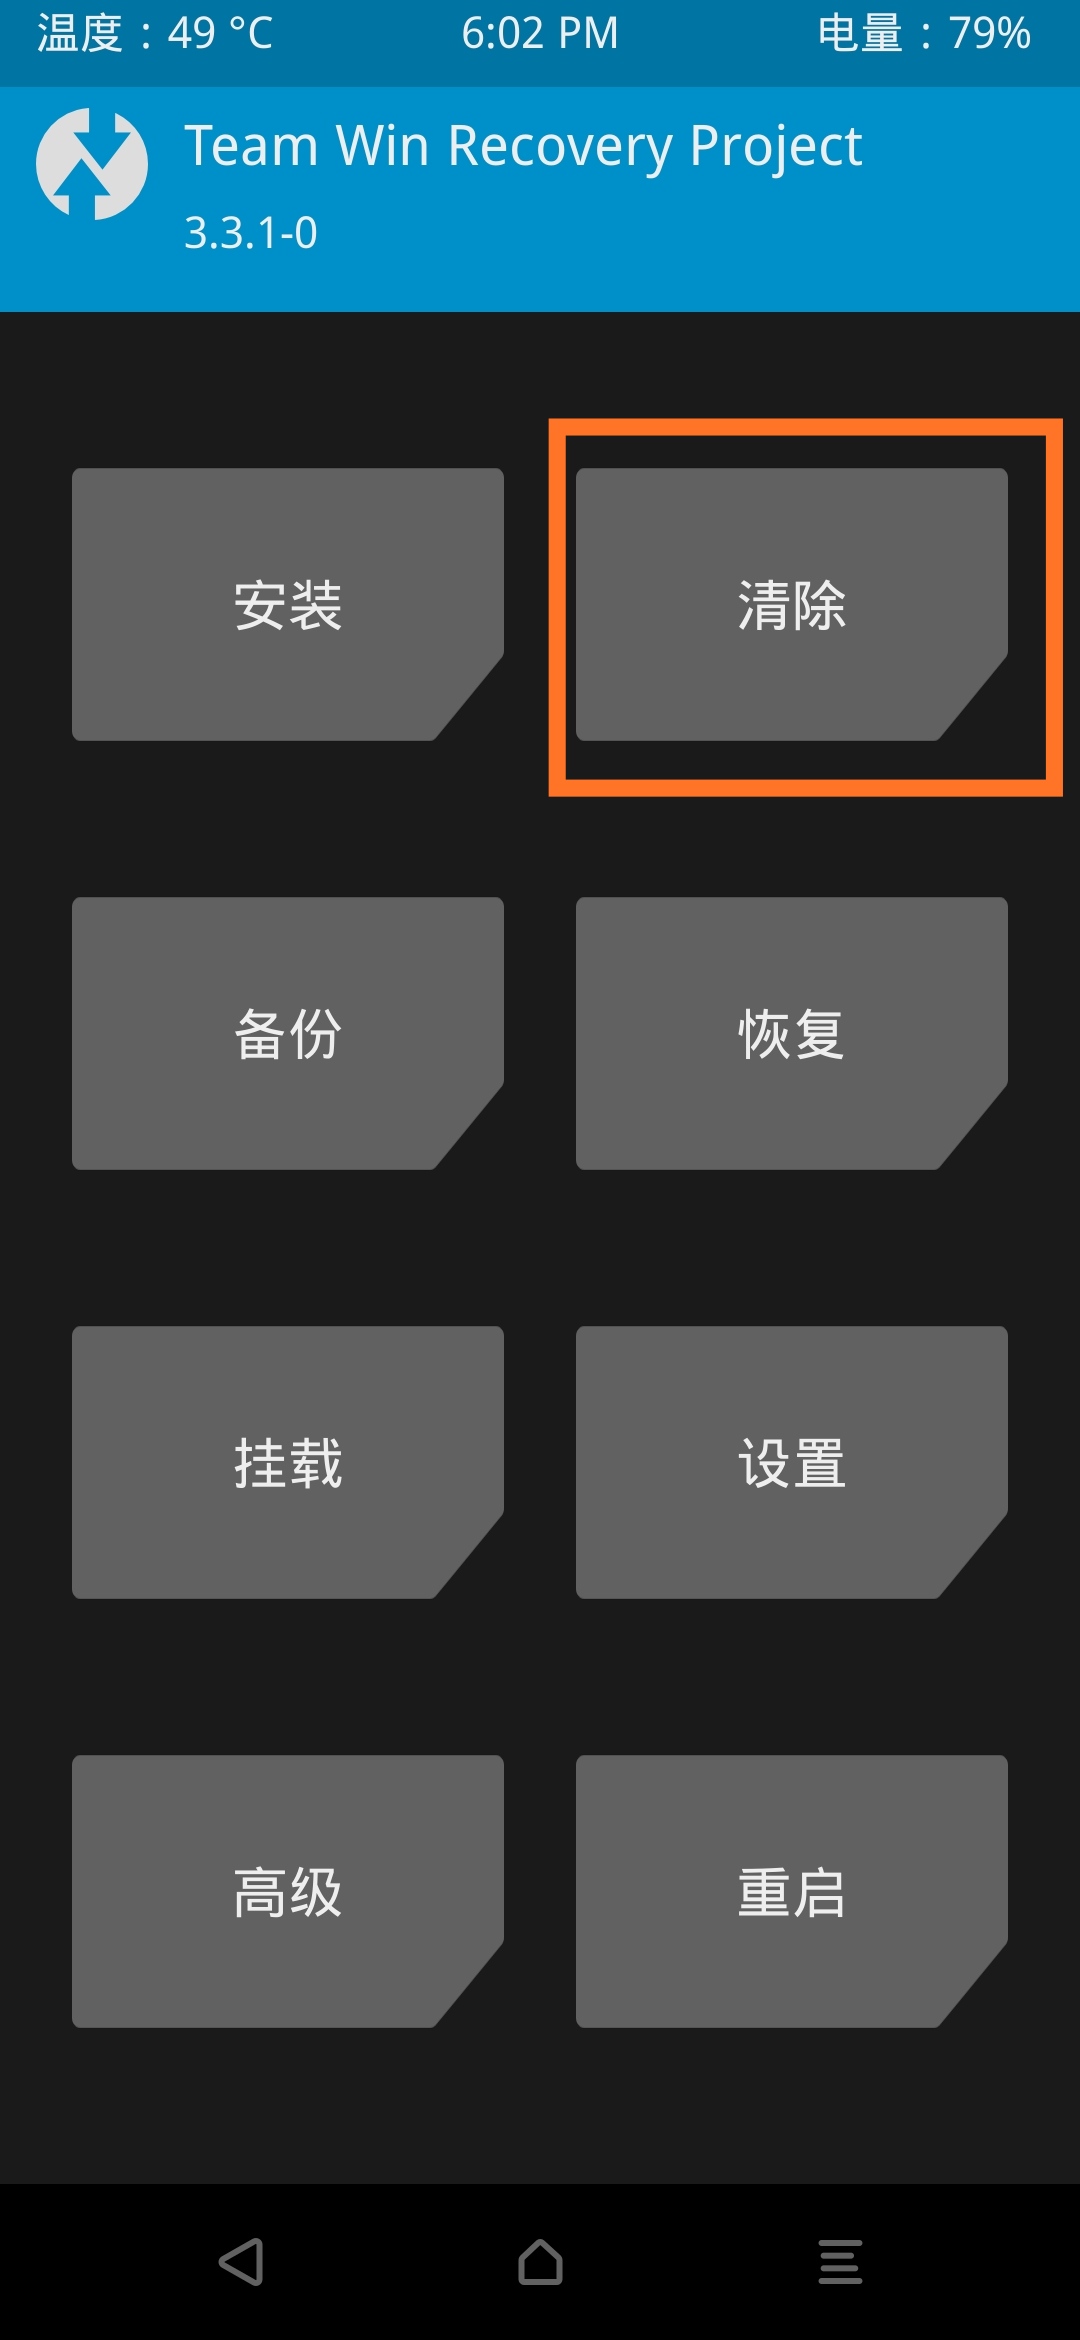 温度：49 °C
6:02 PM
电量：79%
Team Win Recovery Project
3.3.1-0
安装
清除
备份
恢复
挂载
设置
高级
重启